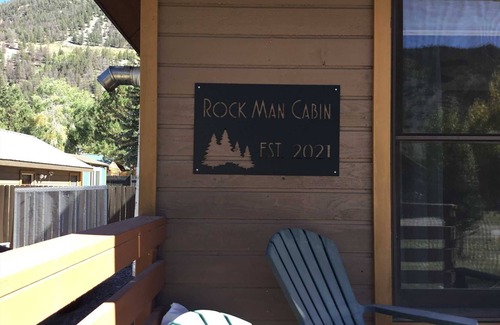 Rock Man Cabin
Est. 2021